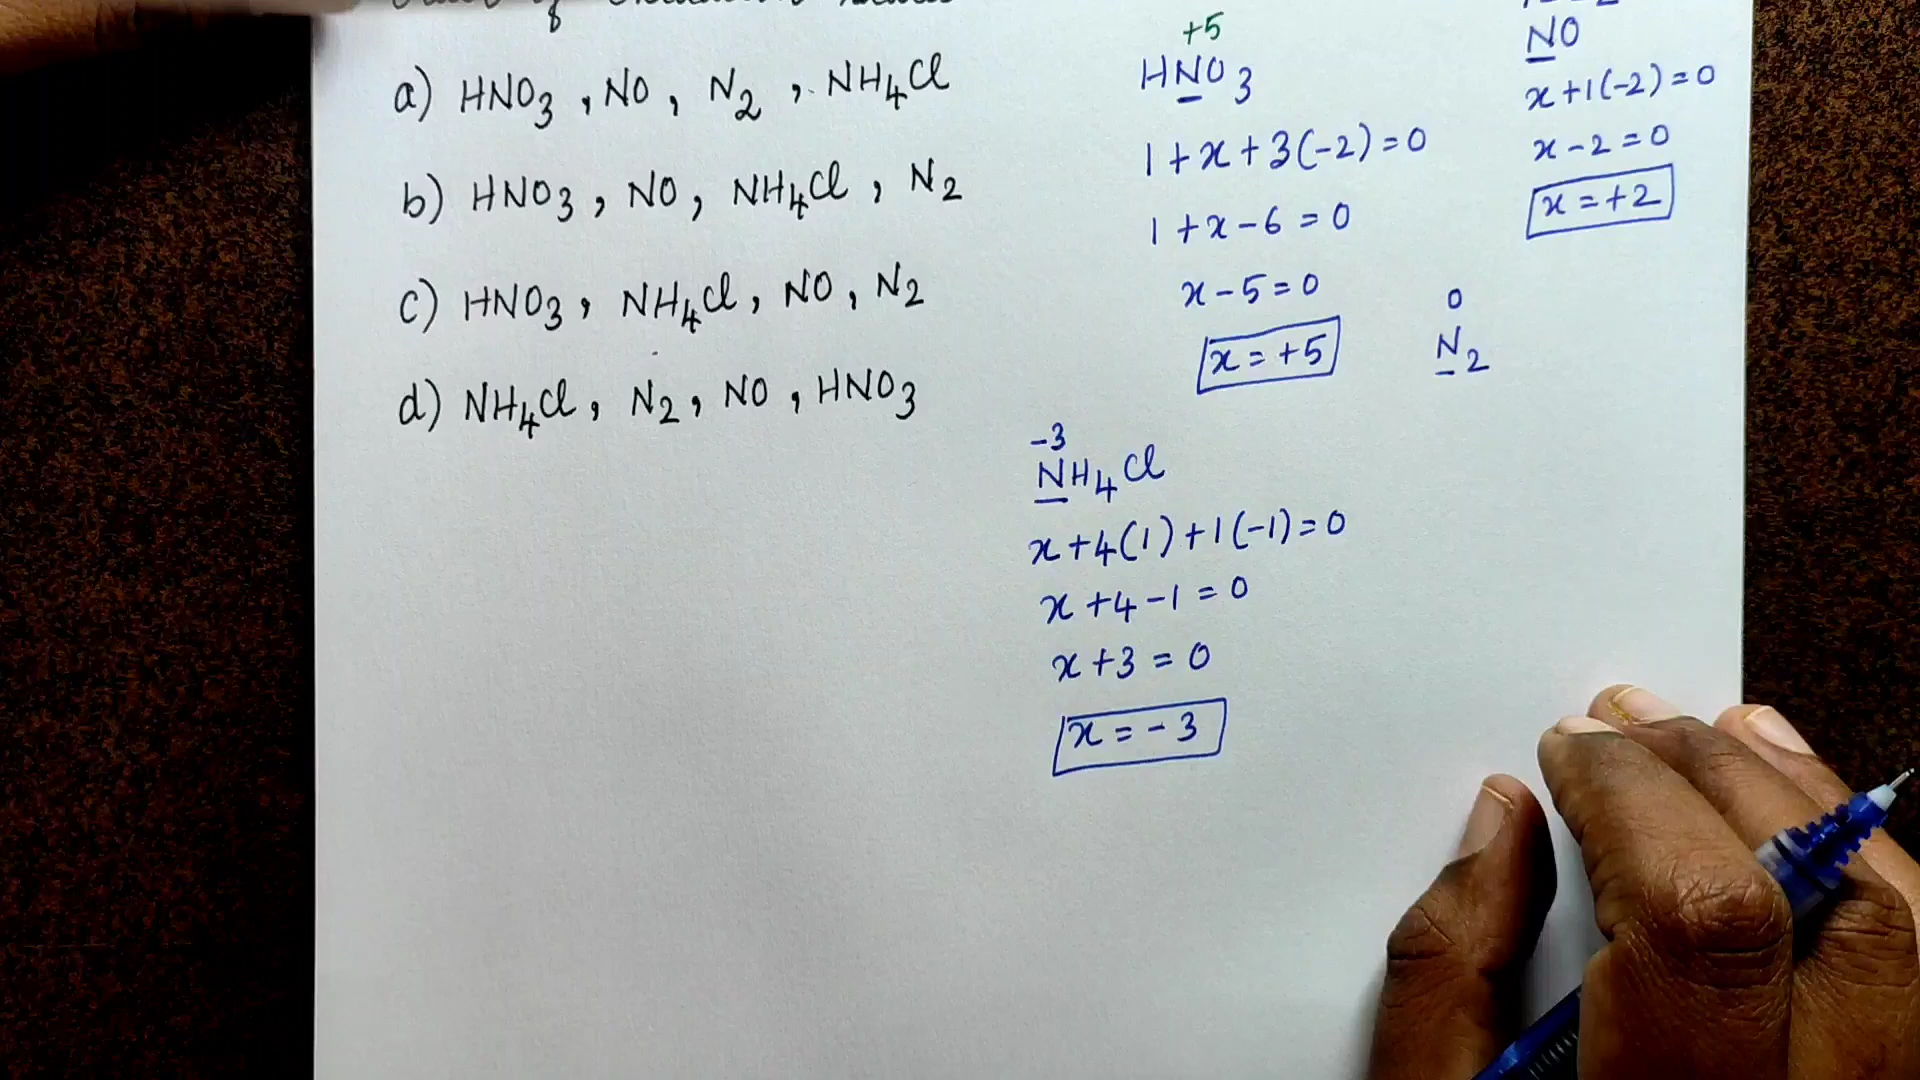 of
a) HNO3, NO, N2, NH4Cl
b) HNO3, NO, NH4Cl, N2
c) HNO3, NH4Cl, NO, N2
d) NH4Cl, N2, NO, HNO3
+5
HNO3
1+x+3(-2)=0
1+x-6=0
x-5=0
x=+5
NO
x+1(-2)=0
x-2=0
x=+2
0
N2
-3
NH4Cl
x+4(1)+1(-1)=0
x+4-1=0
x+3=0
x=-3